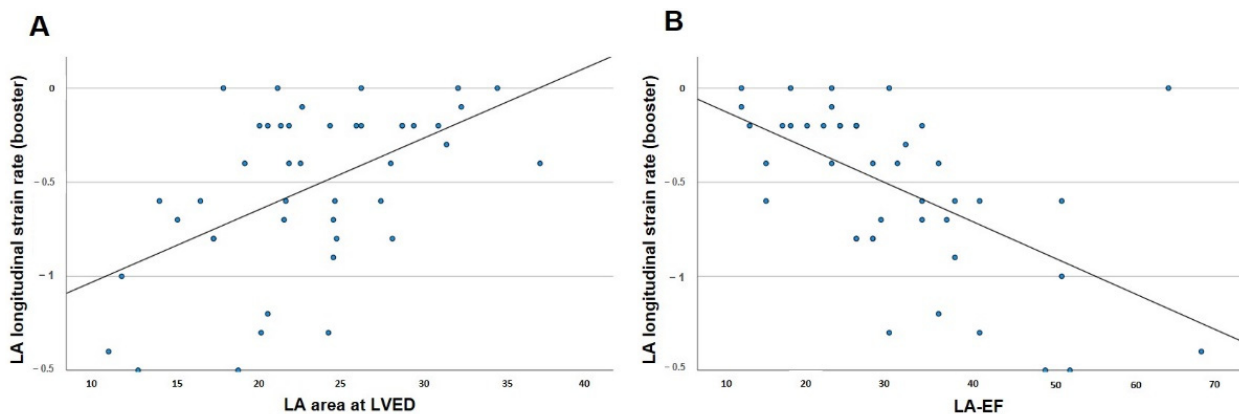 A
LA longitudinal strain rate (booster)
0
– 0.5
– 1
– 0.5
10 15 20 25 30 35 40
LA area at LVED
B
LA longitudinal strain rate (booster)
0
– 0.5
– 1
– 0.5
10 20 30 40 50 60 70
LA-EF